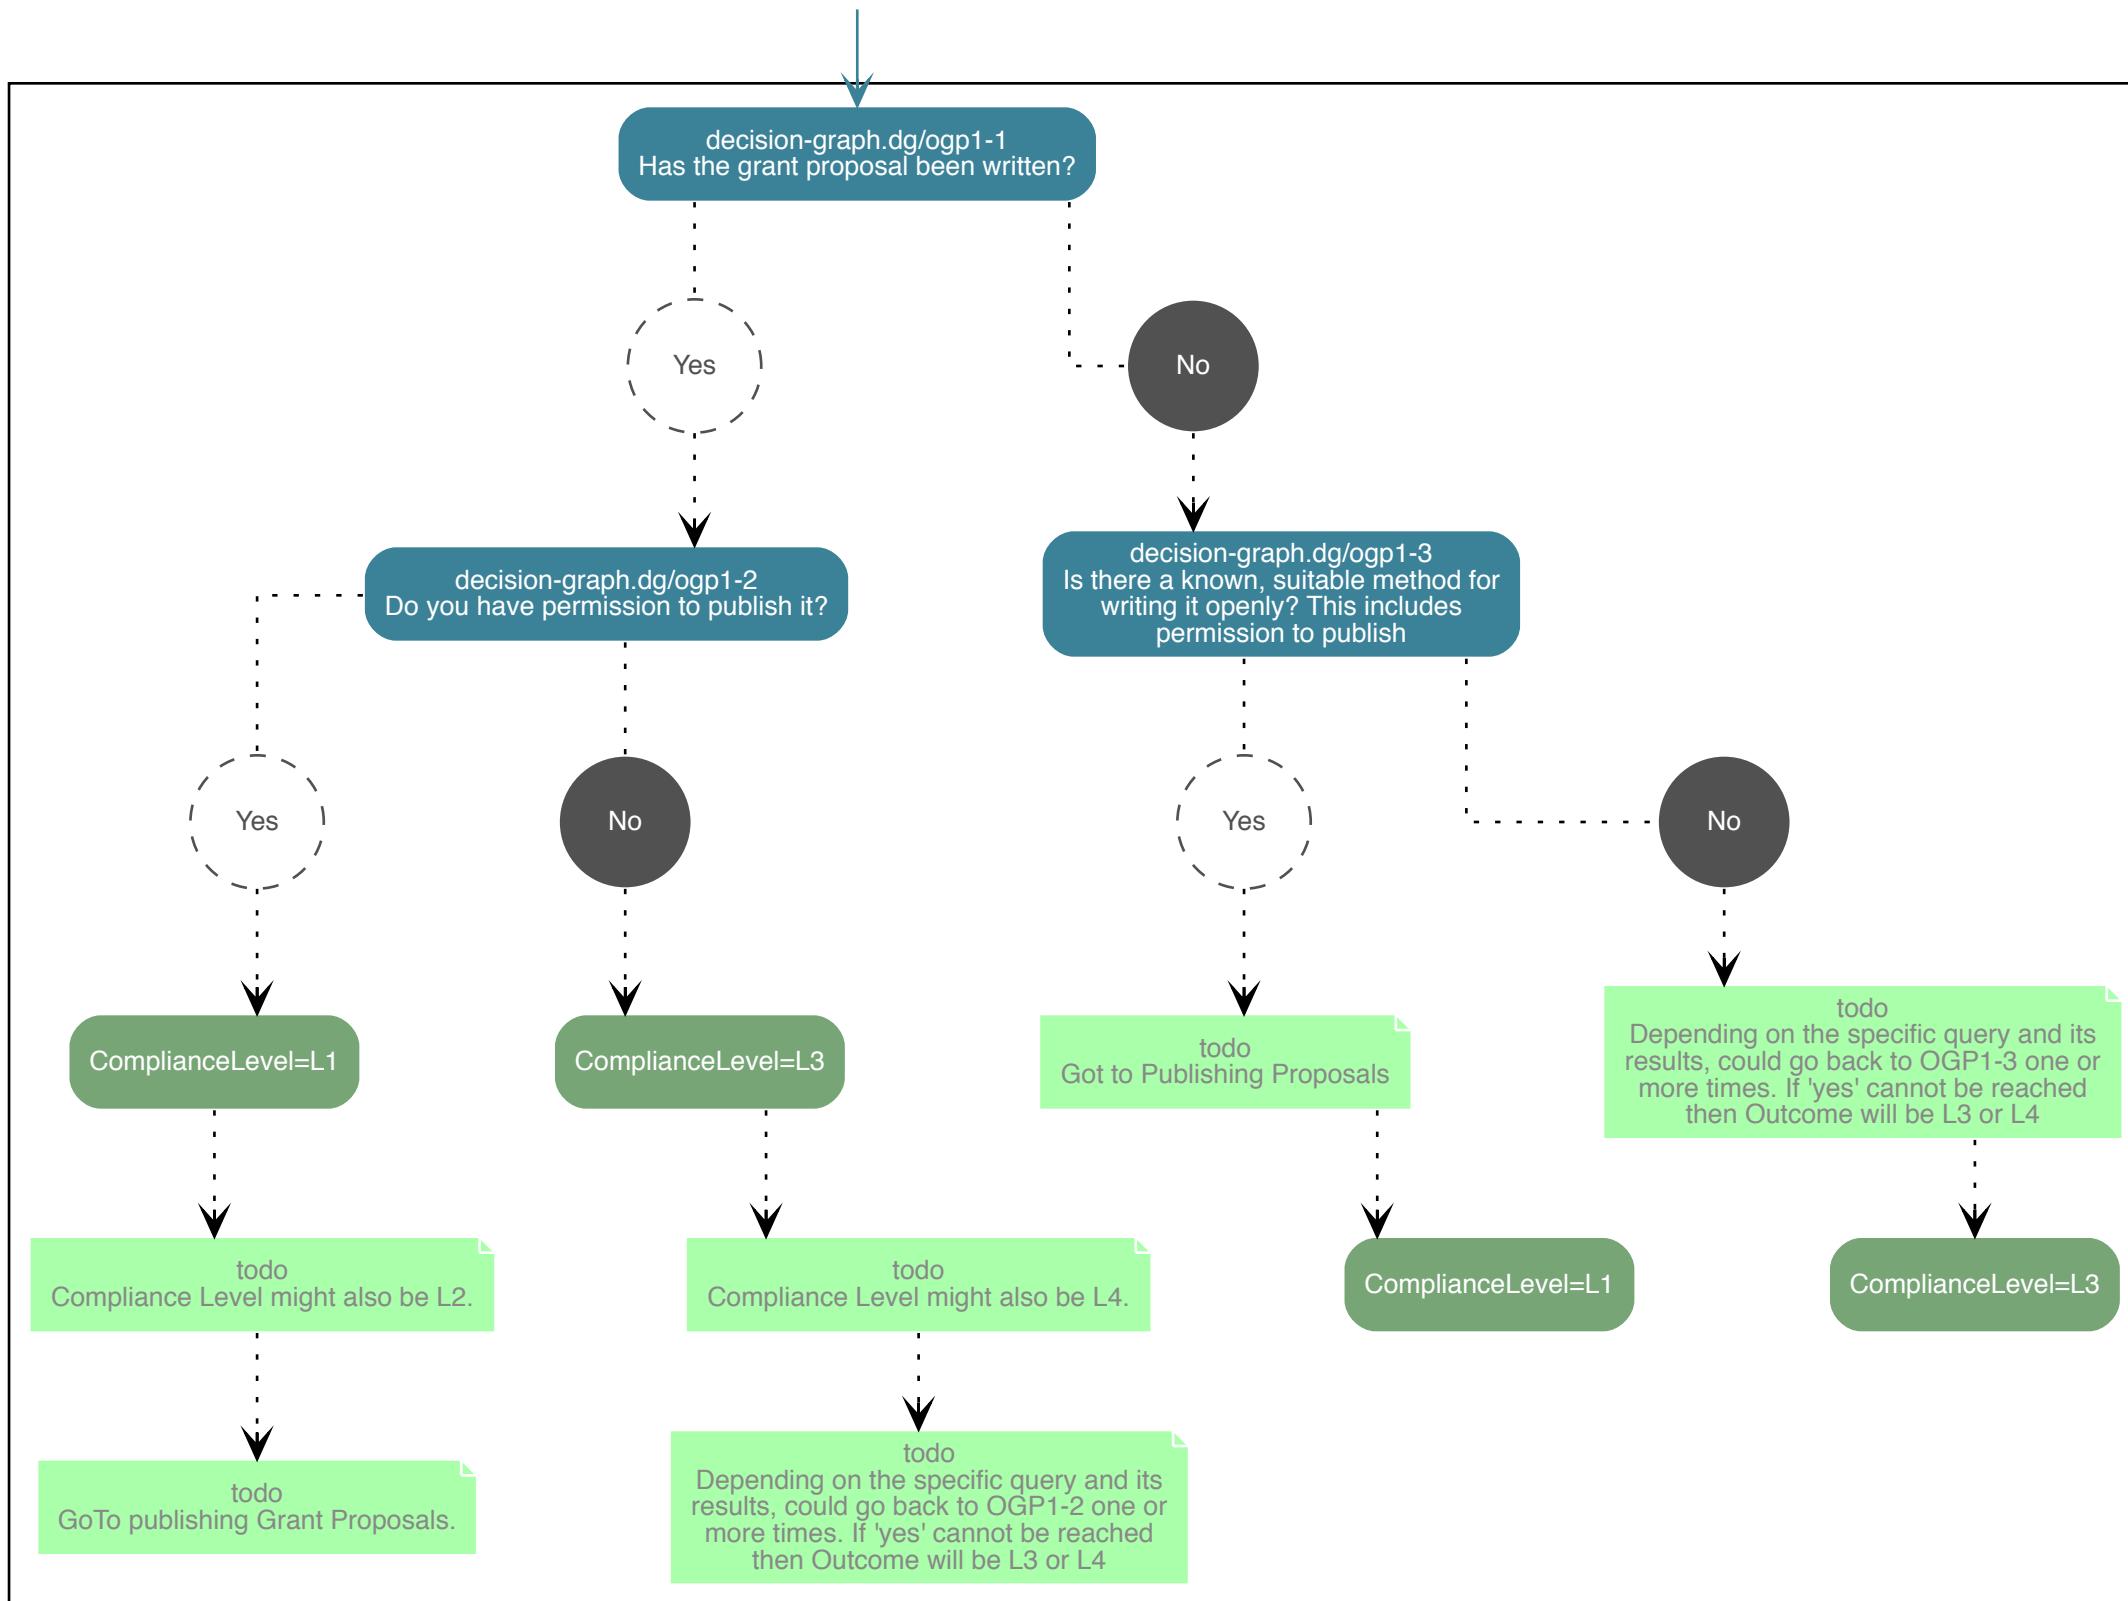 decision-graph.dg/ogp1-1
Has the grant proposal been written?
Yes
No
decision-graph.dg/ogp1-2
Do you have permission to publish it?
decision-graph.dg/ogp1-3
Is there a known, suitable method for
writing it openly? This includes
permission to publish
Yes
No
Yes
No
ComplianceLevel=L1
ComplianceLevel=L3
todo
Got to Publishing Proposals
todo
Depending on the specific query and its
results, could go back to OGP1-3 one or
more times. If 'yes' cannot be reached
then Outcome will be L3 or L4
todo
Compliance Level might also be L2.
todo
Compliance Level might also be L4.
ComplianceLevel=L1
ComplianceLevel=L3
todo
GoTo publishing Grant Proposals.
todo
Depending on the specific query and its
results, could go back to OGP1-2 one or
more times. If 'yes' cannot be reached
then Outcome will be L3 or L4